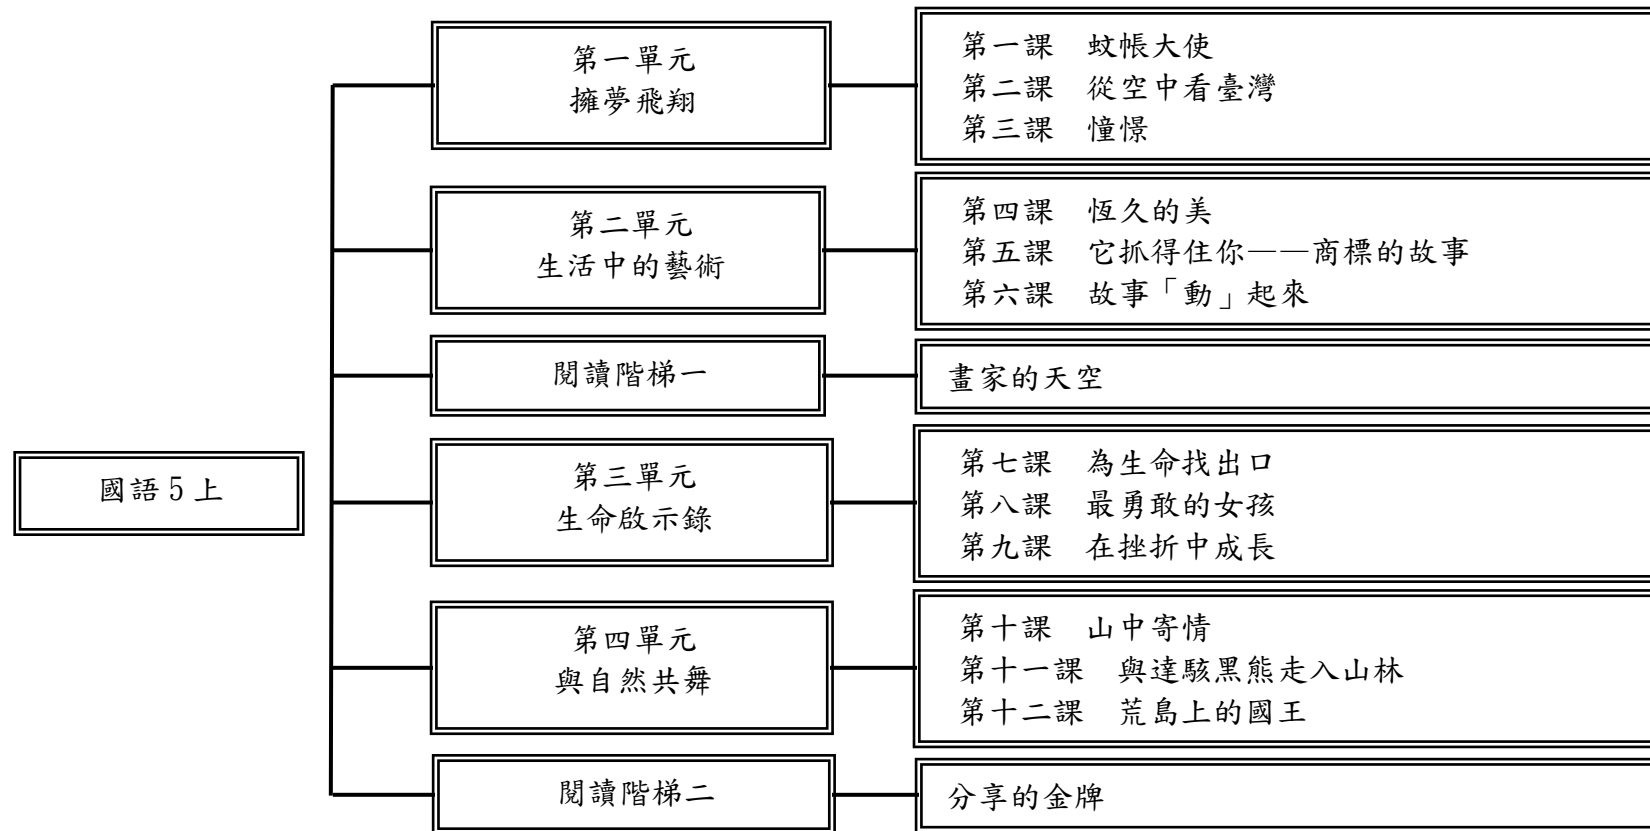 國語5上
第一單元
擁夢飛翔
第一課 蚊帳大使
第二課 從空中看臺灣
第三課 憧憬
第二單元
生活中的藝術
第四課 恆久的美
第五課 它抓得住你——商標的故事
第六課 故事「動」起來
閱讀階梯一
畫家的天空
第三單元
生命啟示錄
第七課 為生命找出口
第八課 最勇敢的女孩
第九課 在挫折中成長
第四單元
與自然共舞
第十課 山中寄情
第十一課 與達駭黑熊走入山林
第十二課 荒島上的國王
閱讀階梯二
分享的金牌